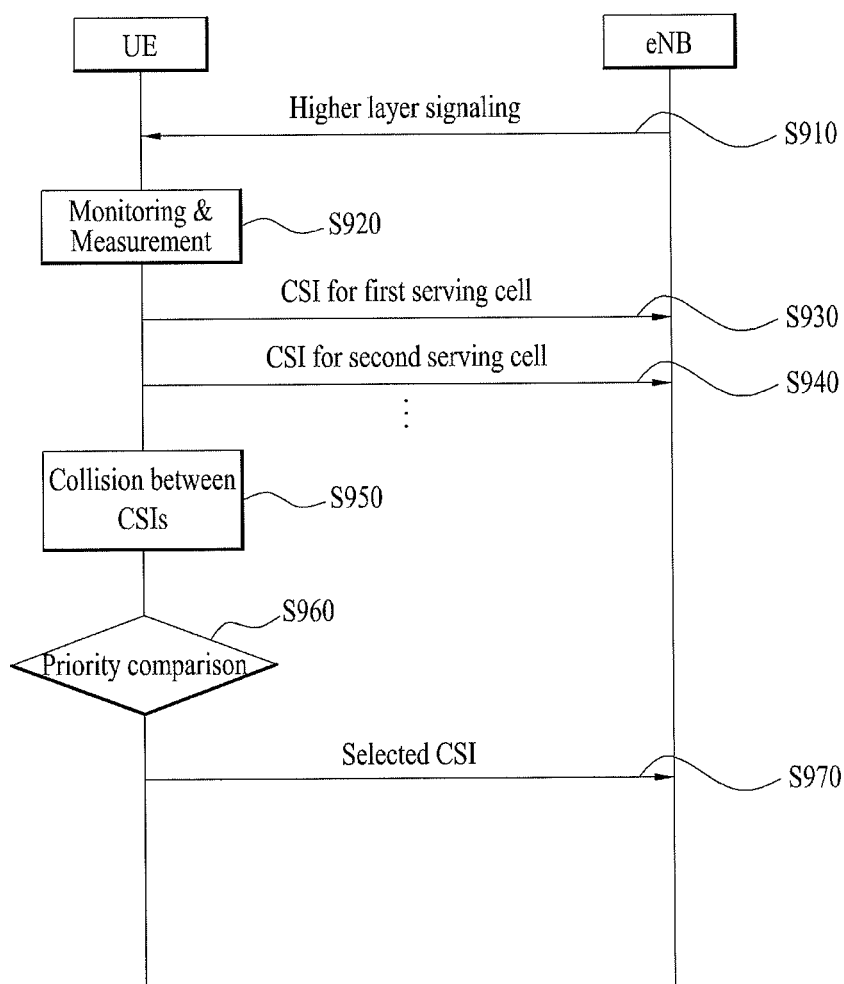 UE
eNB
Higher layer signaling
S910
Monitoring &
Measurement
S920
CSI for first serving cell
S930
CSI for second serving cell
S940
Collision between
CSIs
S950
S960
Priority comparison
Selected CSI
S970